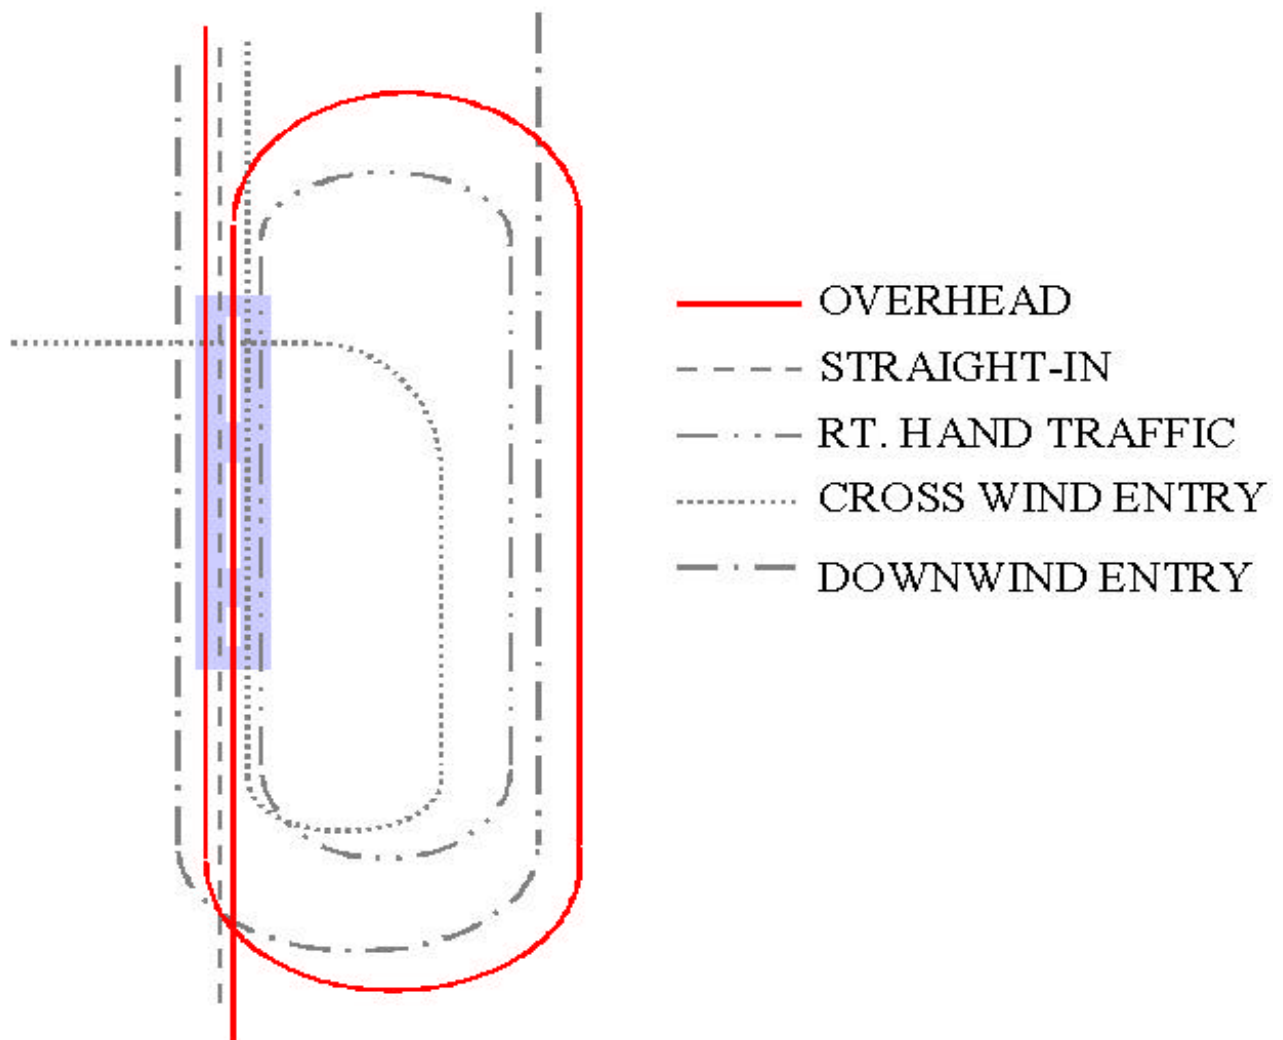 OVERHEAD
STRAIGHT-IN
RT. HAND TRAFFIC
CROSS WIND ENTRY
DOWNWIND ENTRY